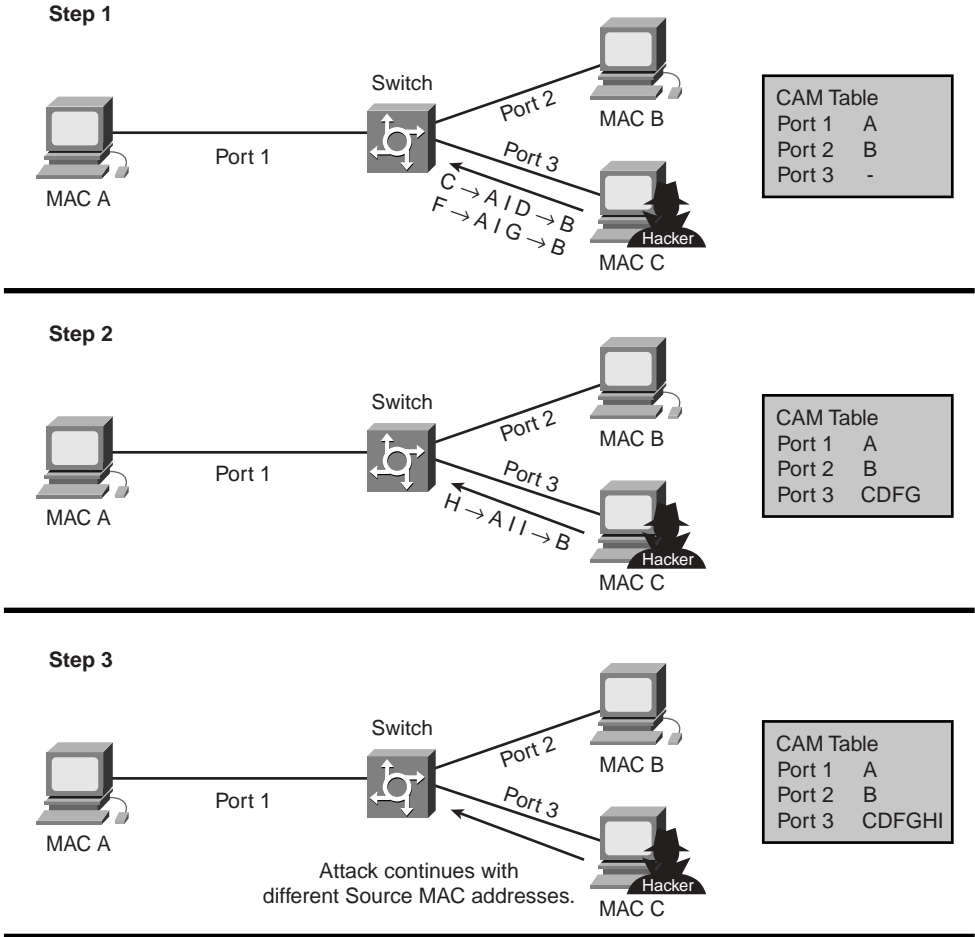 Step 1
Switch
MAC A
Port 1
Port 2
MAC B
Port 3
C → A I D → B
F → A I G → B
Hacker
MAC C
CAM Table
Port 1 A
Port 2 B
Port 3 -
Step 2
Switch
MAC A
Port 1
Port 2
MAC B
Port 3
H → A I I → B
Hacker
MAC C
CAM Table
Port 1 A
Port 2 B
Port 3 CDFG
Step 3
Switch
MAC A
Port 1
Port 2
MAC B
Port 3
Attack continues with
different Source MAC addresses.
Hacker
MAC C
CAM Table
Port 1 A
Port 2 B
Port 3 CDFGHI